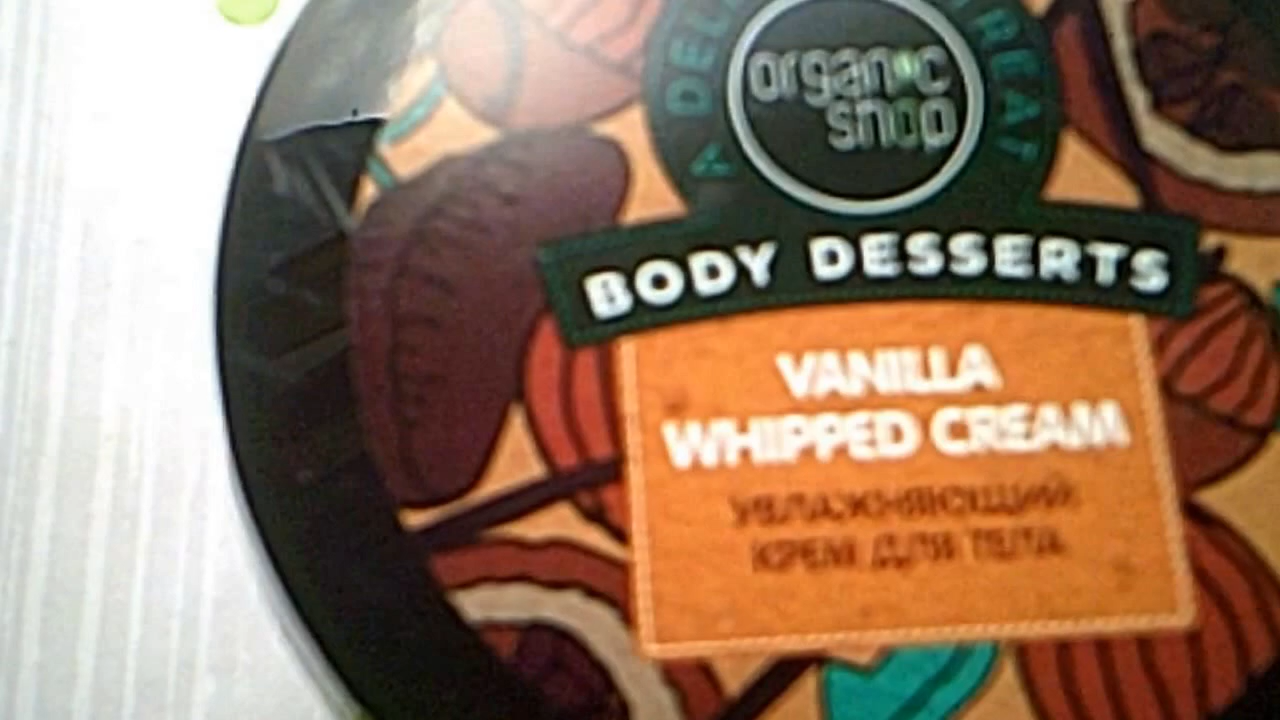 organic
shop
BODY DESSERTS
VANILLA
WHIPPED CREAM
УВЛАЖНЯЮЩИЙ
КРЕМ ДЛЯ ТЕЛА